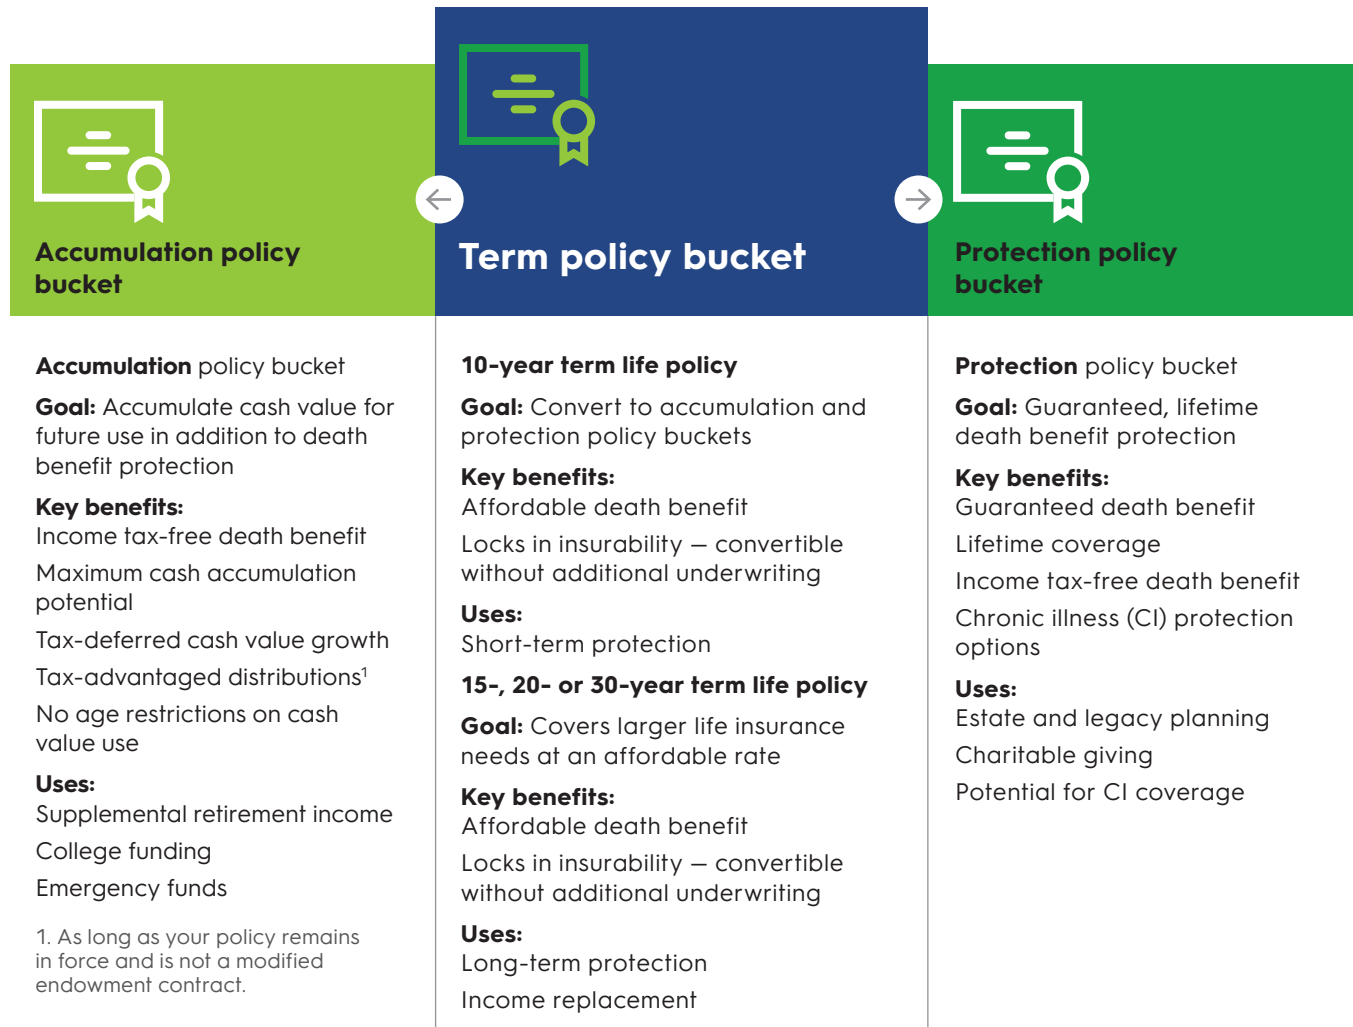 Accumulation policy
bucket
Term policy bucket
Protection policy
bucket
Accumulation policy bucket
Goal: Accumulate cash value for
future use in addition to death
benefit protection
Key benefits:
Income tax-free death benefit
Maximum cash accumulation
potential
Tax-deferred cash value growth
Tax-advantaged distributions¹
No age restrictions on cash
value use
Uses:
Supplemental retirement income
College funding
Emergency funds
1. As long as your policy remains
in force and is not a modified
endowment contract.
10-year term life policy
Goal: Convert to accumulation and
protection policy buckets
Key benefits:
Affordable death benefit
Locks in insurability – convertible
without additional underwriting
Uses:
Short-term protection
15-, 20- or 30-year term life policy
Goal: Covers larger life insurance
needs at an affordable rate
Key benefits:
Affordable death benefit
Locks in insurability – convertible
without additional underwriting
Uses:
Long-term protection
Income replacement
Protection policy bucket
Goal: Guaranteed, lifetime
death benefit protection
Key benefits:
Guaranteed death benefit
Lifetime coverage
Income tax-free death benefit
Chronic illness (CI) protection
options
Uses:
Estate and legacy planning
Charitable giving
Potential for CI coverage